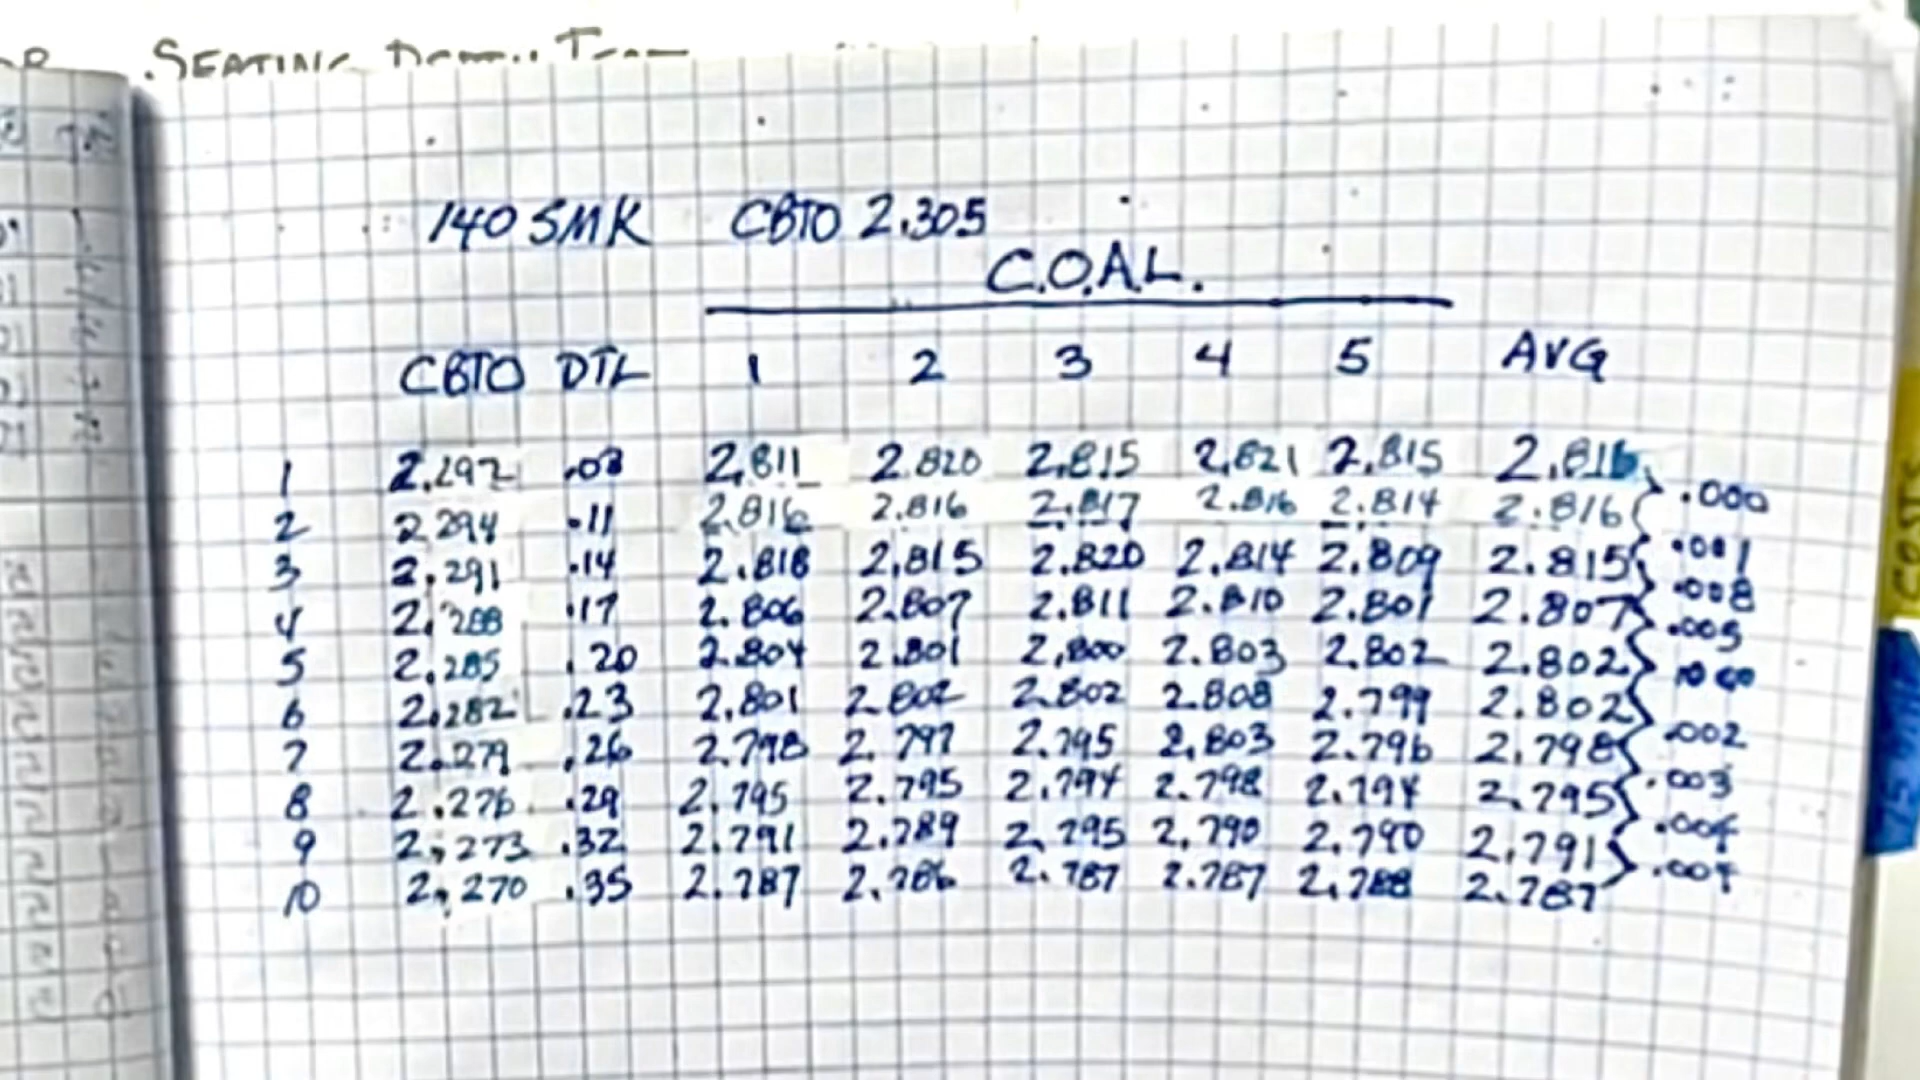 SEATING
140 SMK CBTO 2.305
C.O.A.L.
CBTO DTL 1 2 3 4 5 AVG
1 2.297 .08 2.811 2.820 2.815 2.821 2.815 2.816
.000
2 2.294 .11 2.816 2.816 2.817 2.816 2.814 2.816
.001
3 2.291 .14 2.818 2.815 2.820 2.814 2.809 2.815
.008
4 2.288 .17 2.806 2.807 2.811 2.810 2.801 2.807
.005
5 2.285 .20 2.804 2.801 2.800 2.803 2.802 2.802
6 2.282 .23 2.801 2.802 2.802 2.808 2.799 2.802
.002
7 2.279 .26 2.798 2.797 2.795 2.803 2.796 2.798
.003
8 2.276 .29 2.795 2.795 2.794 2.798 2.794 2.795
.004
9 2.273 .32 2.791 2.789 2.795 2.790 2.790 2.791
.004
10 2.270 .35 2.787 2.786 2.787 2.787 2.788 2.787
COSTS